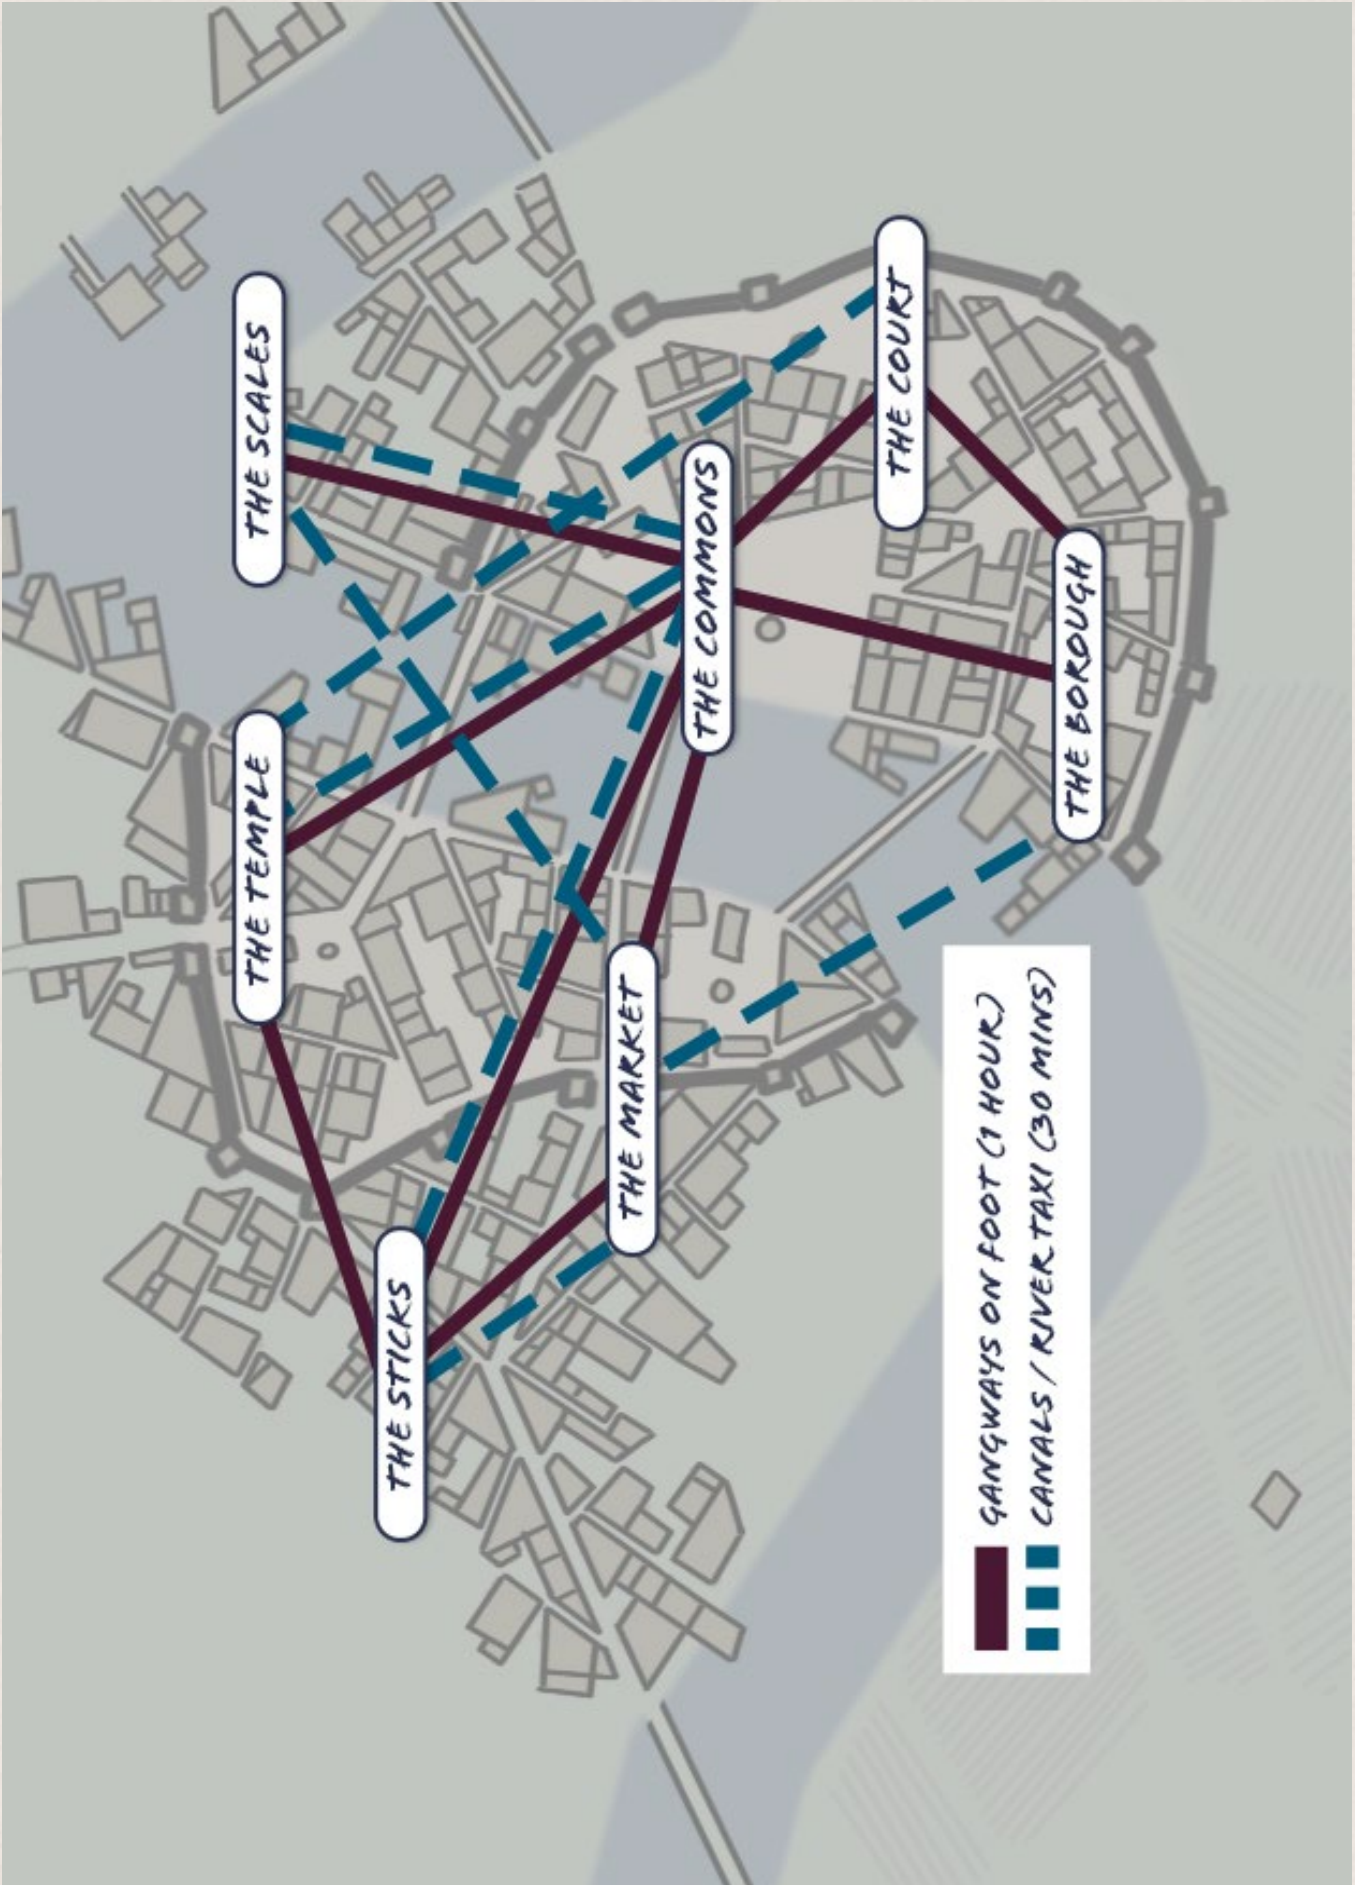 THE SCALES
THE TEMPLE
THE STICKS
THE MARKET
THE COMMONS
THE COURT
THE BOROUGH
GANGWAYS ON FOOT (1 HOUR)
CANALS / RIVER TAXI (30 MINS)